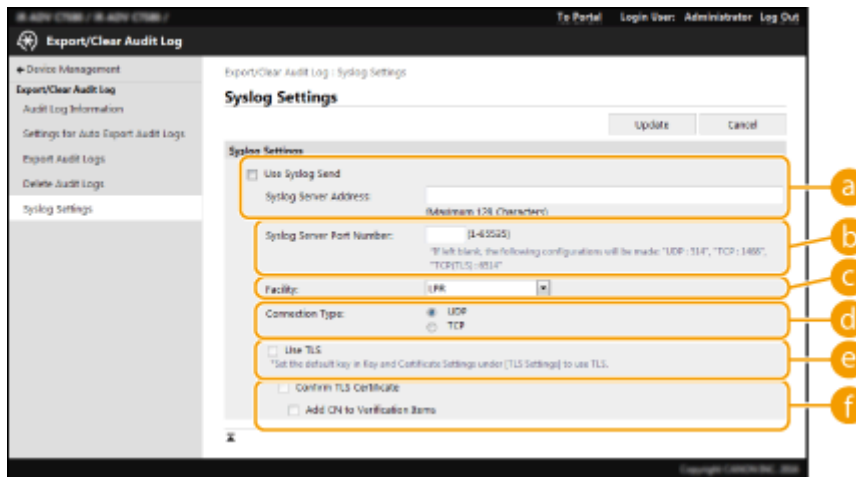 To Portal Login User: Administrator Log Out
Export/Clear Audit Log
Device Management
Export/Clear Audit Log : Syslog Settings
Export/Clear Audit Log
Audit Log Information
Settings for Auto Export Audit Logs
Export Audit Logs
Delete Audit Logs
Syslog Settings
Syslog Settings
Update Cancel
Syslog Settings
Use Syslog Send
Syslog Server Address:
(Maximum 128 Characters)
a
Syslog Server Port Number: (1-65535)
*If left blank, the following configurations will be made: "UDP : 514", "TCP : 1468",
"TCP(TLS) : 6514"
b
Facility: LPR
c
Connection Type: UDP
TCP
d
Use TLS
*Set the default key in Key and Certificate Settings under [TLS Settings] to use TLS.
e
Confirm TLS Certificate
Add CN to Verification Items
f
Copyright CANON INC. 2016